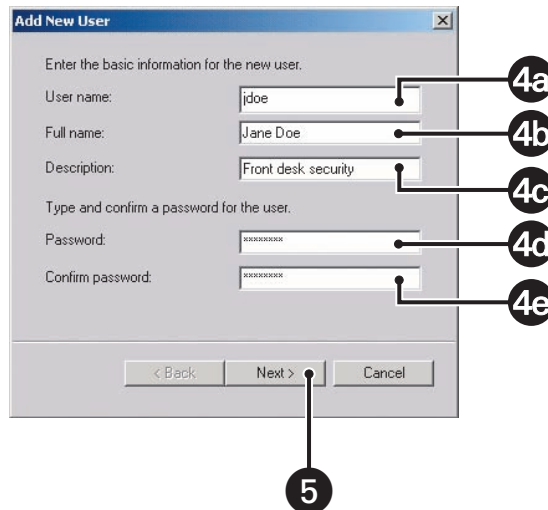 Add New User
Enter the basic information for the new user.
User name: jdoe 4a
Full name: Jane Doe 4b
Description: Front desk security 4c
Type and confirm a password for the user.
Password: ******** 4d
Confirm password: ******** 4e
< Back Next > Cancel
5